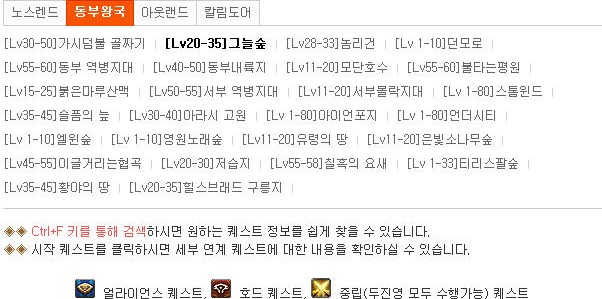 노스렌드 동부왕국 아웃랜드 칼림도어
[Lv30-50]가시덤불 골짜기 | [Lv20-35]그늘숲 | [Lv28-33]놈리건 | [Lv 1-10]던모로 |
[Lv55-60]동부 역병지대 | [Lv40-50]동부내륙지 | [Lv11-20]모단호수 | [Lv55-60]불타는평원 |
[Lv15-25]붉은마루산맥 | [Lv50-55]서부 역병지대 | [Lv11-20]서부몰락지대 | [Lv 1-80]스톰윈드 |
[Lv35-45]슬픔의 늪 | [Lv30-40]아라시 고원 | [Lv 1-80]아이언포지 | [Lv 1-80]언더시티 |
[Lv 1-10]엘윈숲 | [Lv 1-10]영원노래숲 | [Lv11-20]유령의 땅 | [Lv11-20]은빛소나무숲 |
[Lv45-55]이글거리는협곡 | [Lv20-30]저습지 | [Lv55-58]칠흑의 요새 | [Lv 1-33]티리스팔숲 |
[Lv35-45]황야의 땅 | [Lv20-35]힐스브래드 구릉지 |
◈◈ Ctrl+F 키를 통해 검색하시면 원하는 퀘스트 정보를 쉽게 찾을 수 있습니다.
◈◈ 시작 퀘스트를 클릭하시면 세부 연계 퀘스트에 대한 내용을 확인하실 수 있습니다.
얼라이언스 퀘스트, 호드 퀘스트, 중립(두진영 모두 수행가능) 퀘스트